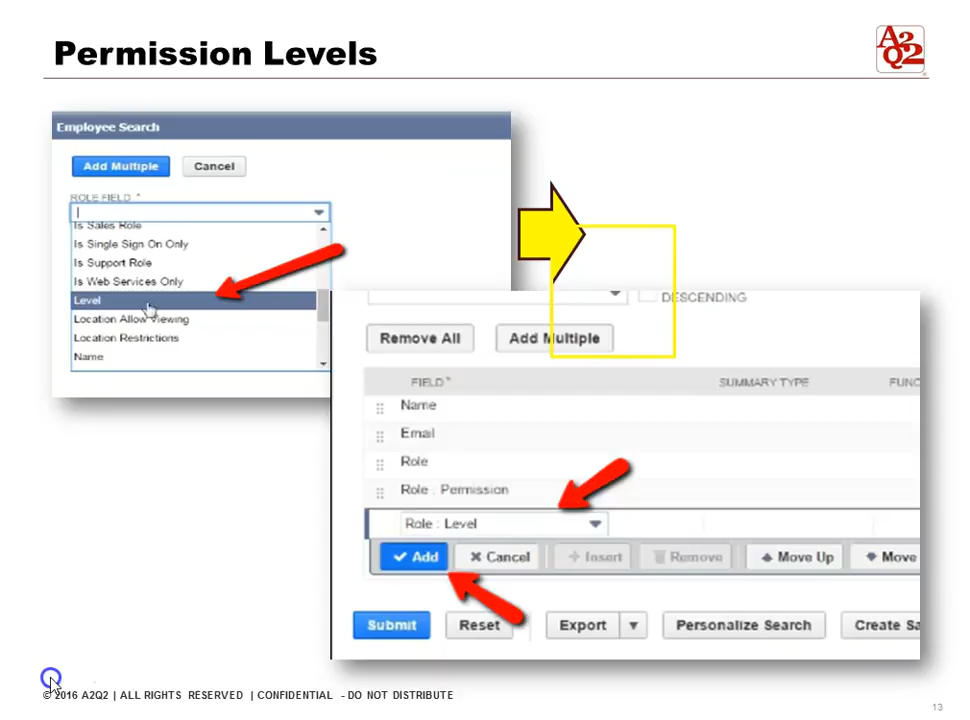 Permission Levels
A2Q2
Employee Search
Add Multiple Cancel
ROLE FIELD *
Is Sales Role
Is Single Sign On Only
Is Support Role
Is Web Services Only
Level
Location Allow Viewing
Location Restrictions
Name
DESCENDING
Remove All Add Multiple
FIELD* SUMMARY TYPE FUNC
Name
Email
Role
Role : Permission
Role : Level
Add Cancel Insert Remove Move Up Move
Submit Reset Export Personalize Search Create Sa
© 2016 A2Q2 | ALL RIGHTS RESERVED | CONFIDENTIAL - DO NOT DISTRIBUTE
13